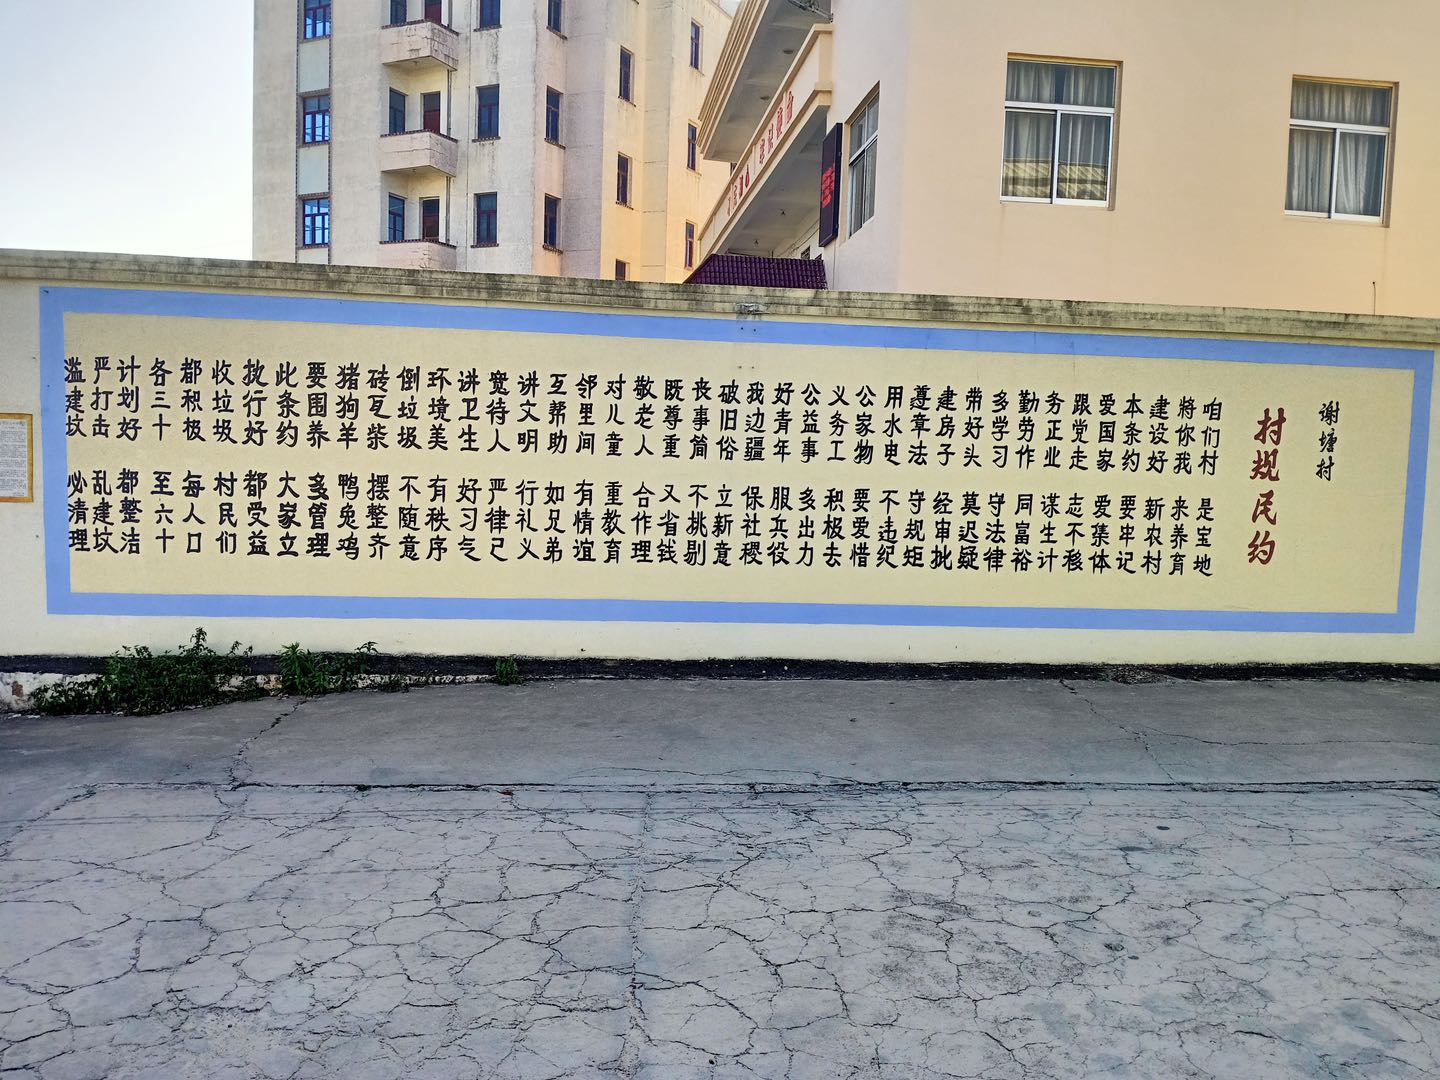 谢塘村
村规民约
咱们村 是宝地
將你我 来养育
建设好 新农村
本条约 要牢记
爱国家 爱集体
跟党走 志不移
务正业 谋生计
勤劳作 同富裕
多学习 守法律
带好头 莫迟疑
建房子 经审批
遵章法 守规矩
用水电 不违纪
公家物 要爱惜
义务工 积极去
公益事 多出力
好青年 服兵役
我边疆 保社稷
破旧俗 立新意
丧事简 不挑剔
既尊重 又省钱
敬老人 合作理
对儿童 重教育
邻里间 有情谊
互帮助 如兄弟
讲文明 行礼义
宽待人 严律己
讲卫生 好习气
环境美 有秩序
倒垃圾 不随意
砖瓦柴 摆整齐
猪狗羊 鸭兔鸡
要围养 多管理
此条约 大家立
执行好 都受益
收垃圾 村民们
都积极 每人口
各三十 至六十
计划好 都整洁
严打击 乱建坟
滥建坟 必清理